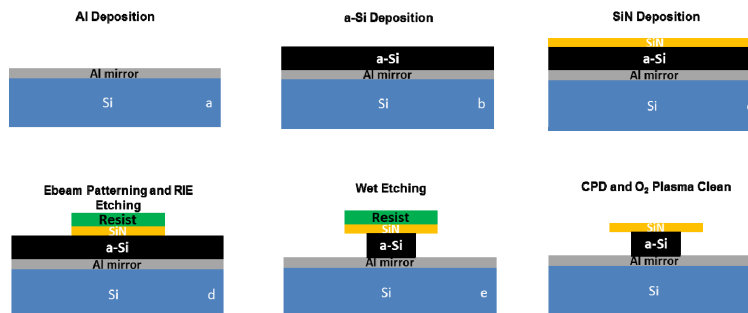 Al Deposition
Al mirror
Si
a
a-Si Deposition
a-Si
Al mirror
Si
b
SiN Deposition
SiN
a-Si
Al mirror
Si
Ebeam Patterning and RIE
Etching
Resist
SiN
a-Si
Al mirror
Si
d
Wet Etching
Resist
SiN
a-Si
Al mirror
Si
e
CPD and O₂ Plasma Clean
SiN
a-Si
Al mirror
Si